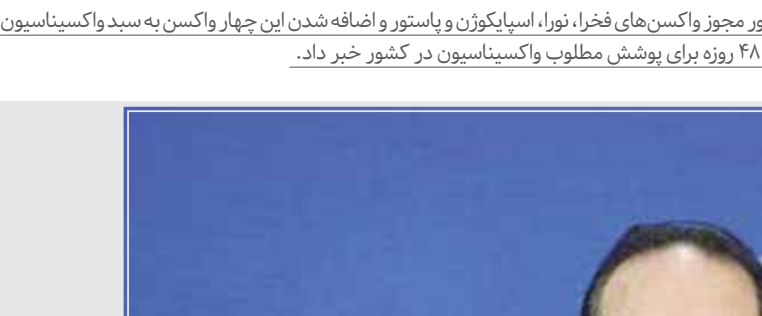 ور مجوز واکسن‌های فخرا، نورا، اسپایکوژن و پاستور و اضافه شدن این چهار واکسن به سبد واکسیناسیون
۴۸ روزه برای پوشش مطلوب واکسیناسیون در کشور خبر داد.